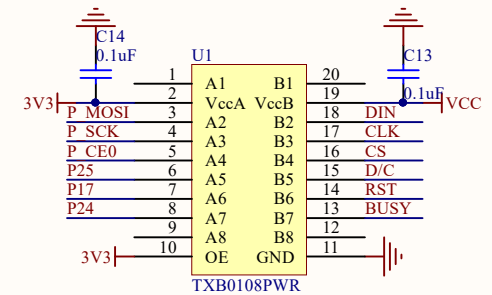 C14
0.1uF
U1
C13
0.1uF
1 A1 B1 20
3V3 2 VccA VccB 19 VCC
P_MOSI 3 A2 B2 18 DIN
P_SCK 4 A3 B3 17 CLK
P_CE0 5 A4 B4 16 CS
P25 6 A5 B5 15 D/C
P17 7 A6 B6 14 RST
P24 8 A7 B7 13 BUSY
9 A8 B8 12
3V3 10 OE GND 11
TXB0108PWR